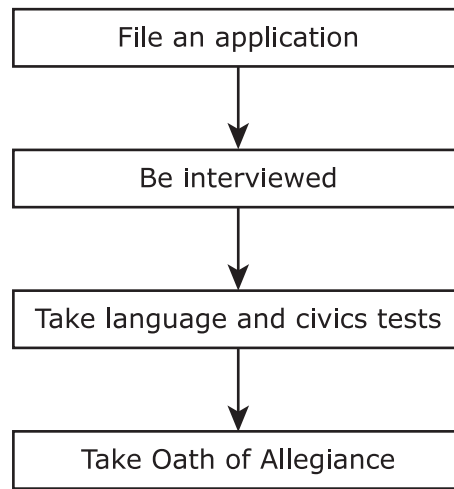 File an application
Be interviewed
Take language and civics tests
Take Oath of Allegiance